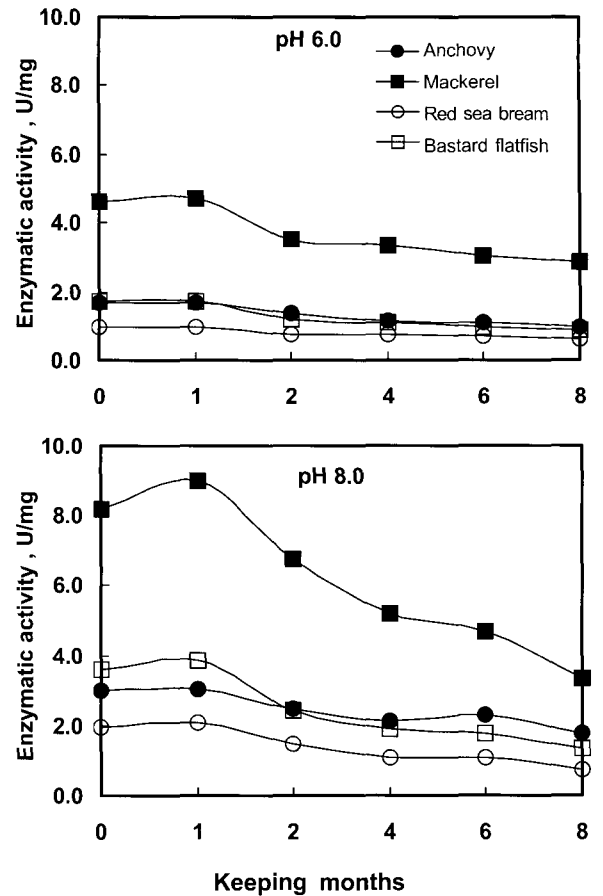 pH 6.0
Anchovy
Mackerel
Red sea bream
Bastard flatfish
Enzymatic activity , U/mg
10.0
8.0
6.0
4.0
2.0
0.0
0 1 2 4 6 8
pH 8.0
Enzymatic activity , U/mg
10.0
8.0
6.0
4.0
2.0
0.0
0 1 2 4 6 8
Keeping months